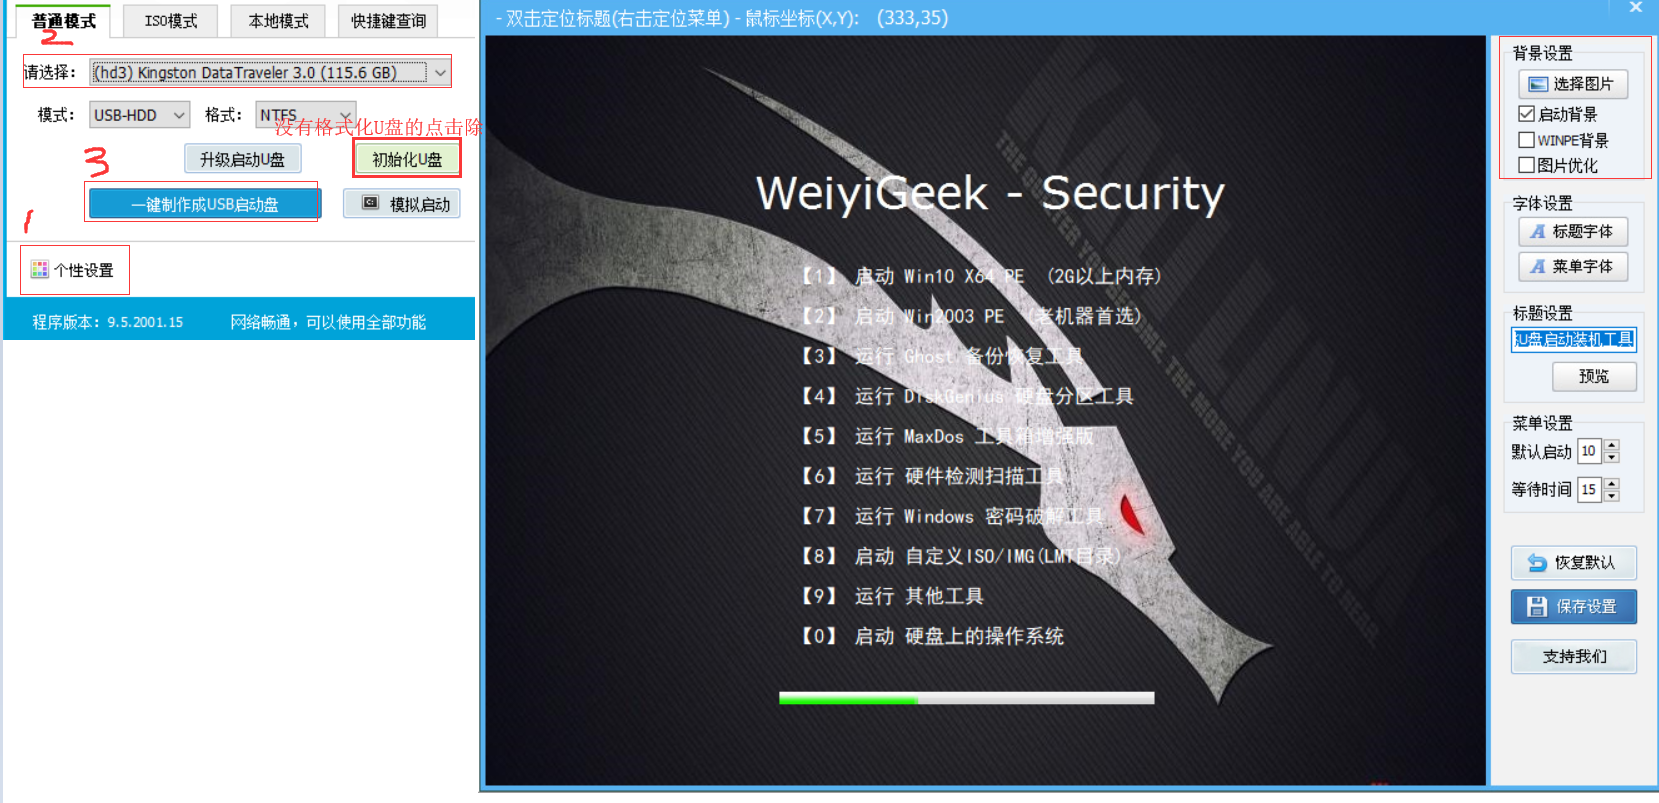 普通模式
ISO模式
本地模式
快捷键查询
2
请选择：
(hd3) Kingston DataTraveler 3.0 (115.6 GB)
模式：
USB-HDD
格式：
NTFS
没有格式化U盘的点击除
3
升级启动U盘
初始化U盘
一键制作成USB启动盘
模拟启动
1
个性设置
程序版本：9.5.2001.15
网络畅通，可以使用全部功能
- 双击定位标题(右击定位菜单) - 鼠标坐标(X,Y): (333,35)
WeiyiGeek - Security
【1】 启动 Win10 X64 PE （2G以上内存）
【2】 启动 Win2003 PE （老机器首选）
【3】 运行 Ghost 备份恢复工具
【4】 运行 DiskGenius 硬盘分区工具
【5】 运行 MaxDos 工具箱增强版
【6】 运行 硬件检测扫描工具
【7】 运行 Windows 密码破解工具
【8】 启动 自定义ISO/IMG(LMT目录)
【9】 运行 其他工具
【0】 启动 硬盘上的操作系统
背景设置
选择图片
启动背景
WINPE背景
图片优化
字体设置
标题字体
菜单字体
标题设置
U盘启动装机工具
预览
菜单设置
默认启动 10
等待时间 15
恢复默认
保存设置
支持我们